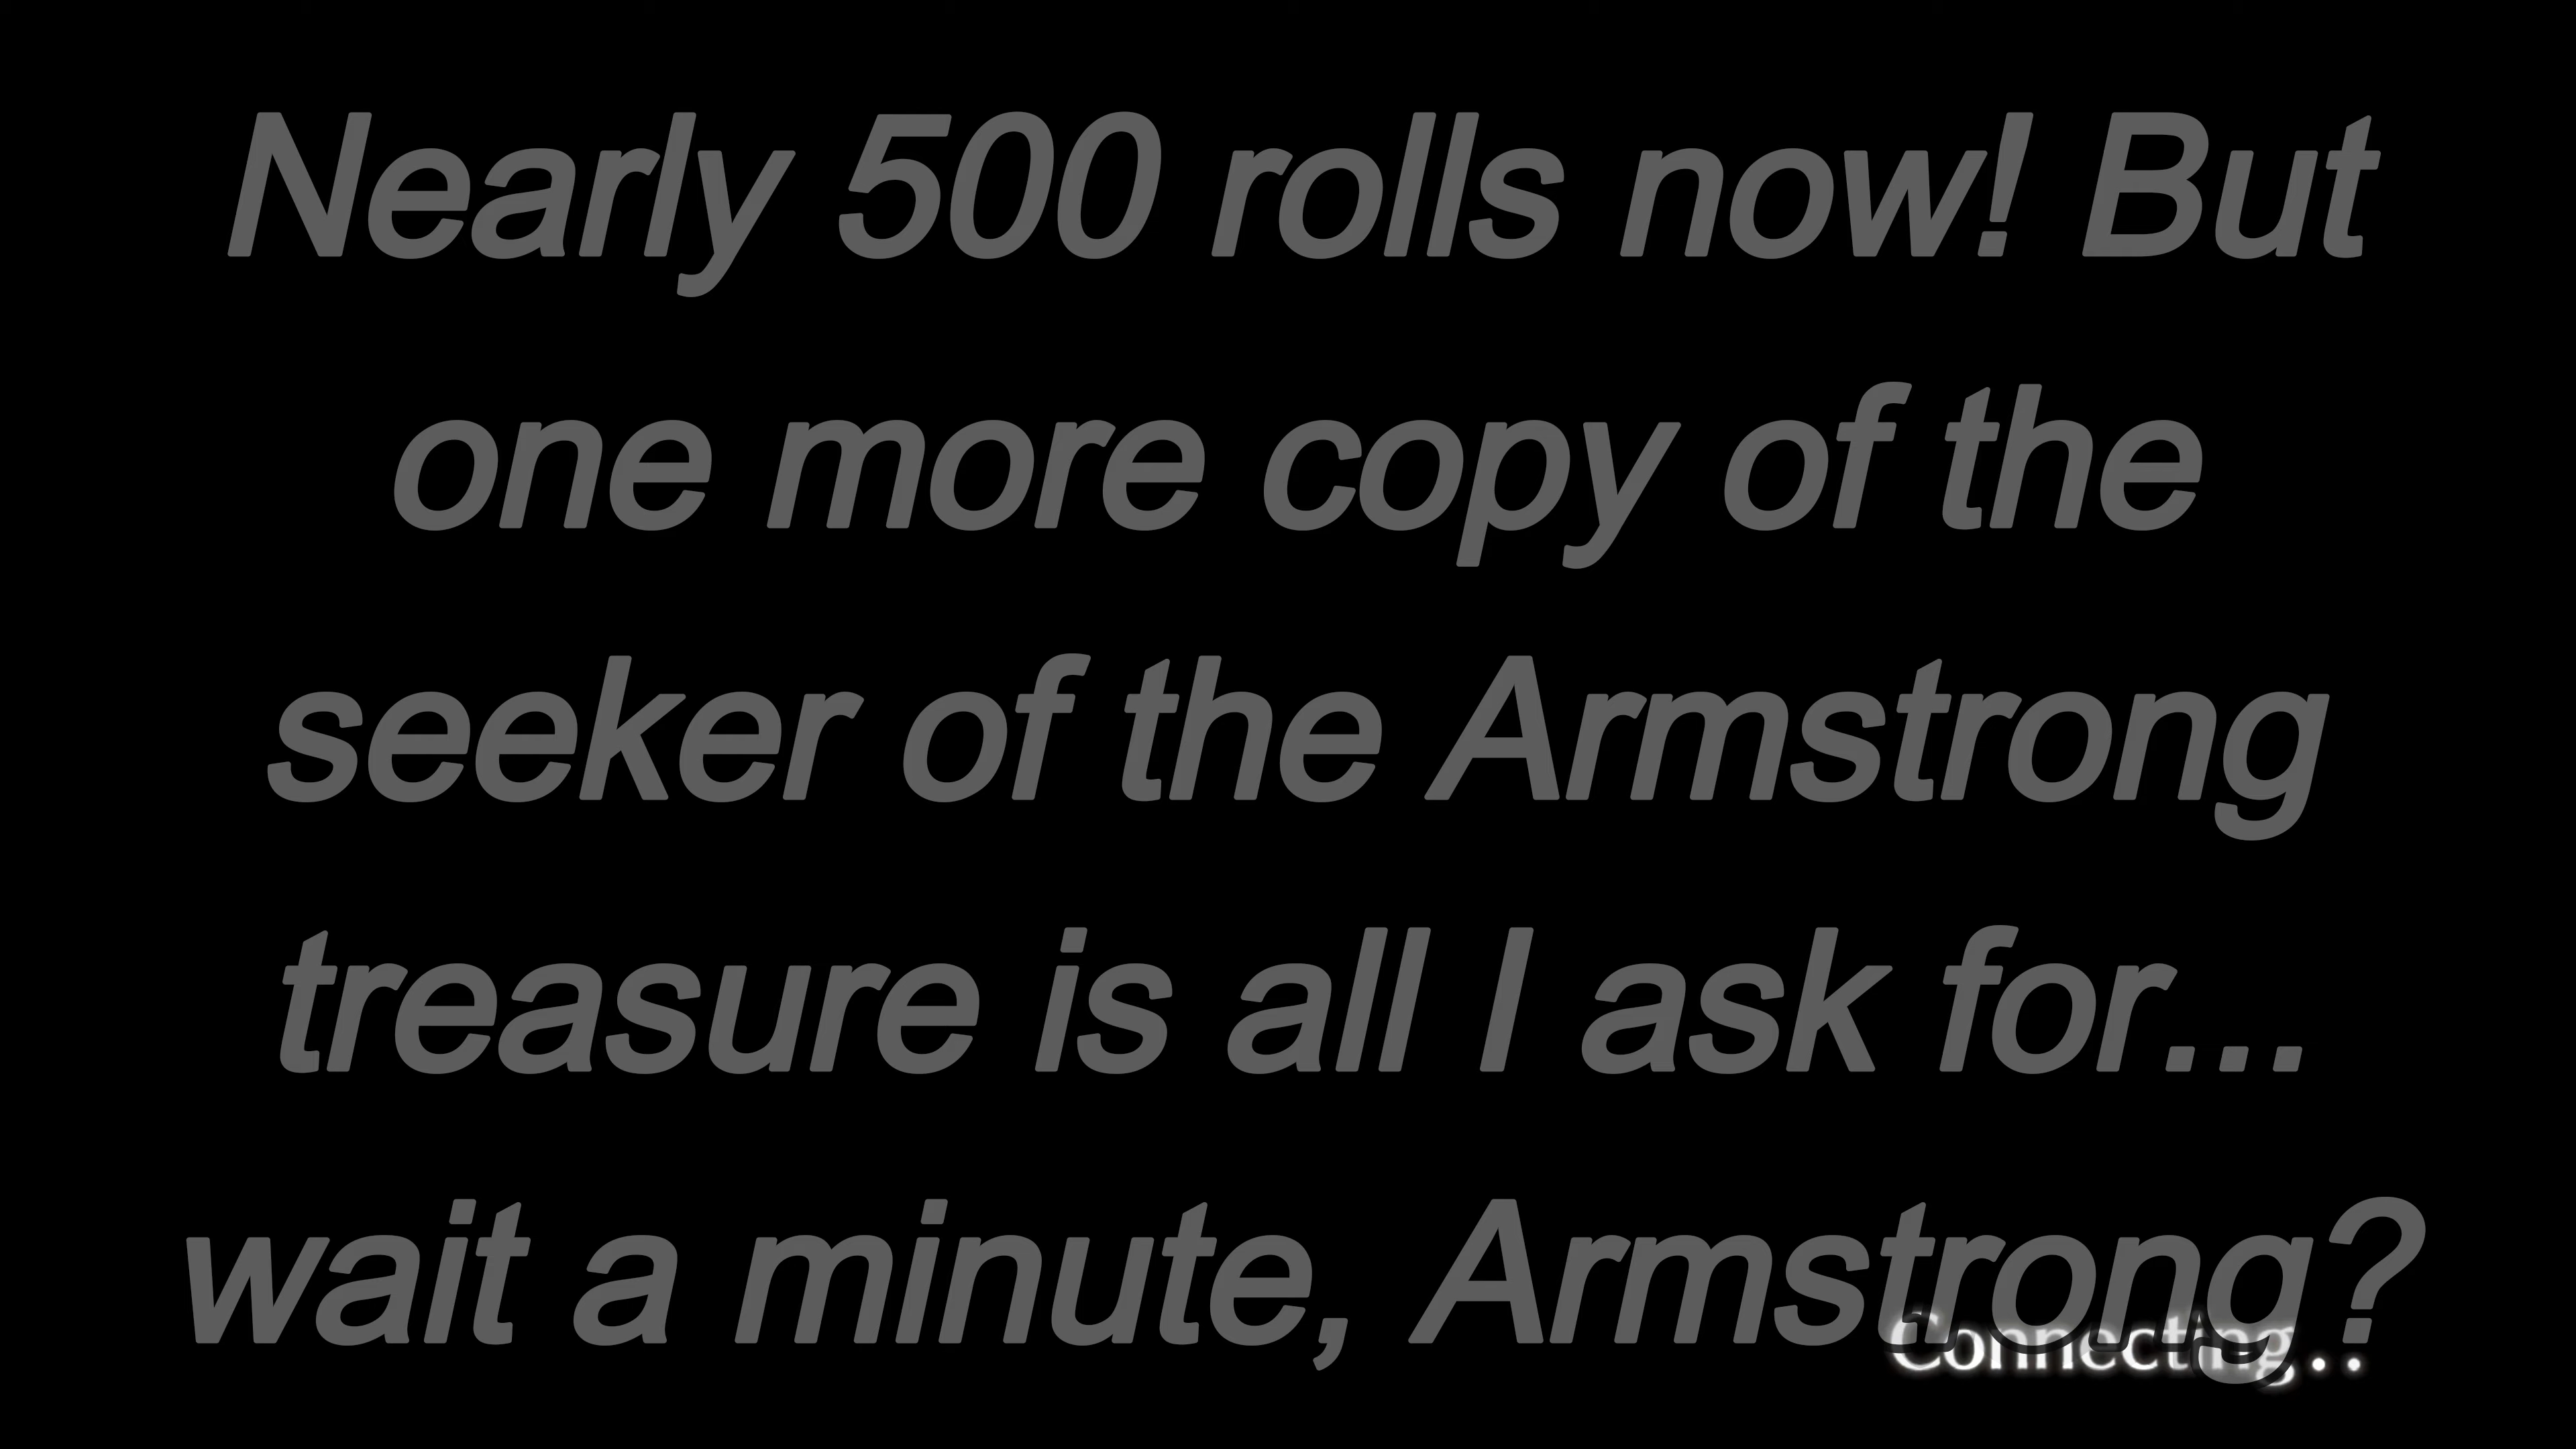 Nearly 500 rolls now! But
one more copy of the
seeker of the Armstrong
treasure is all I ask for...
wait a minute, Armstrong?
Connecting..